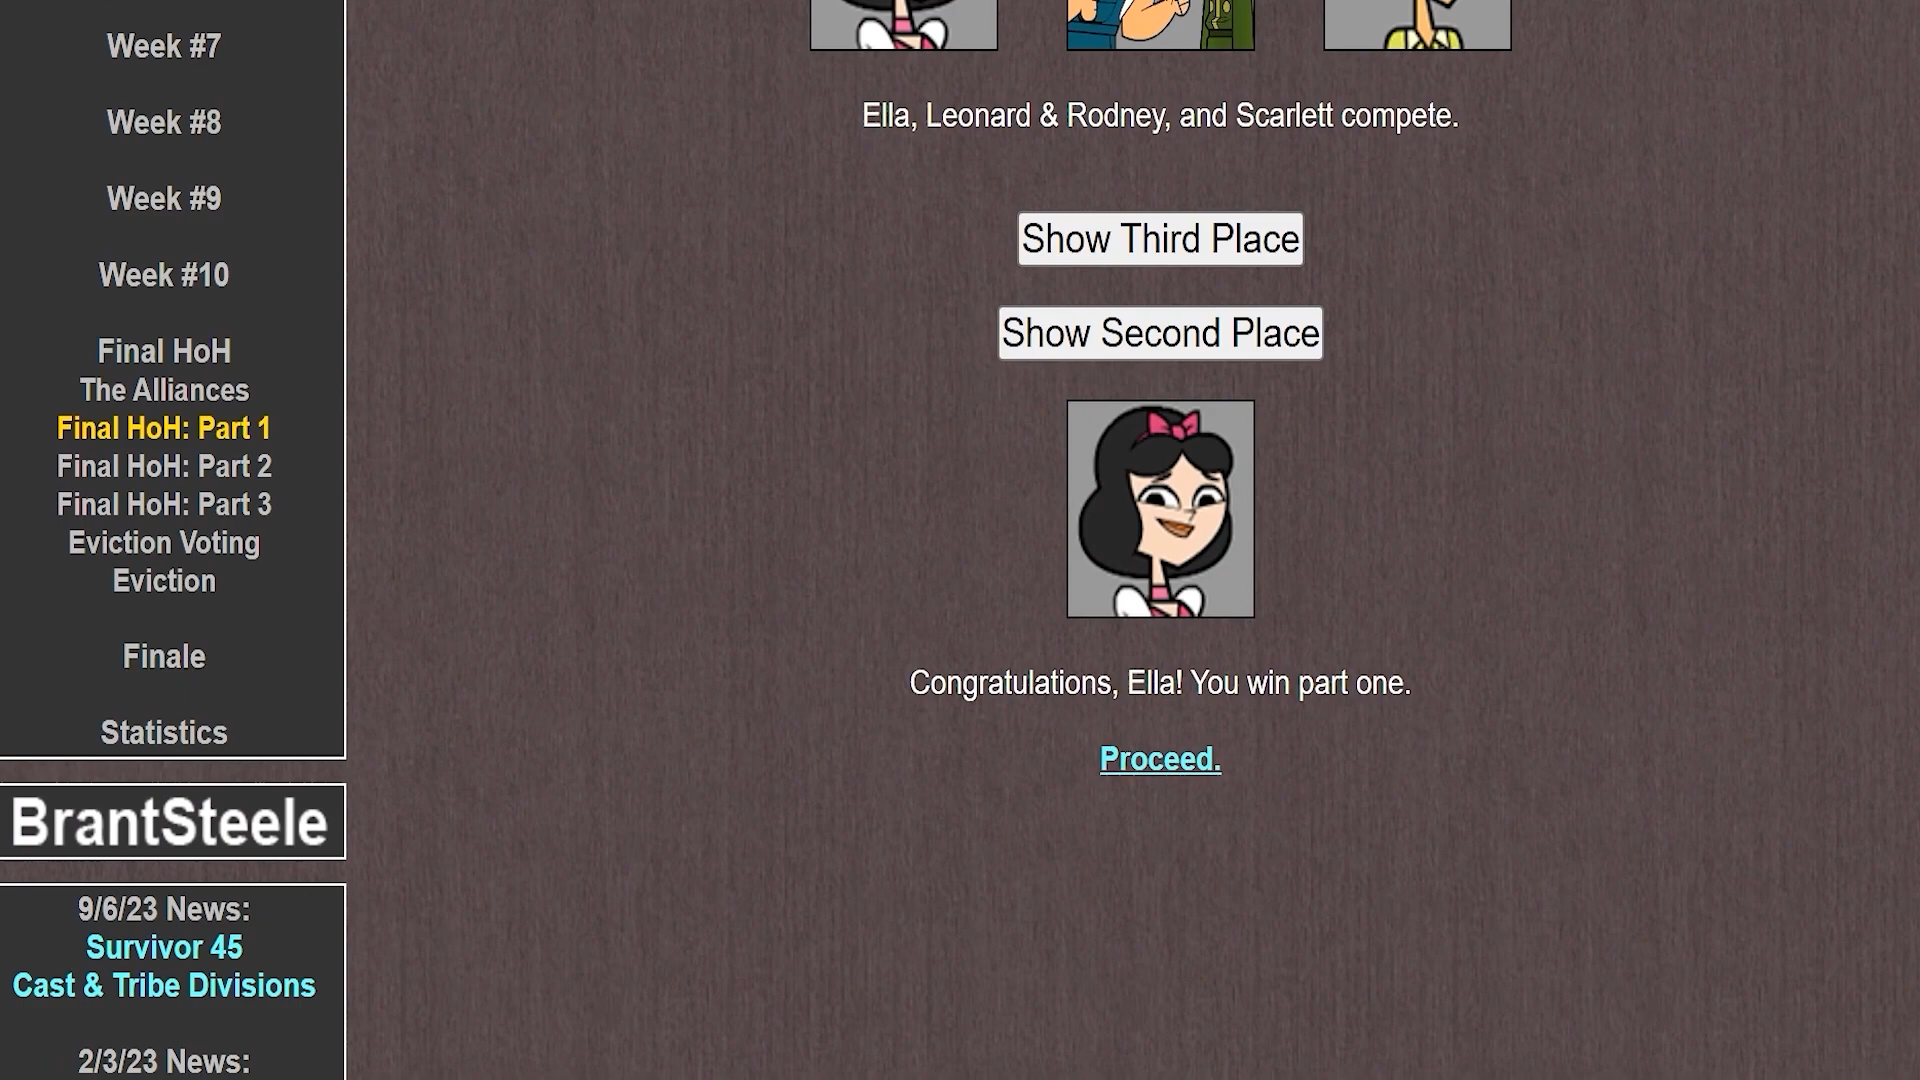 Week #7
Week #8
Week #9
Week #10
Final HoH
The Alliances
Final HoH: Part 1
Final HoH: Part 2
Final HoH: Part 3
Eviction Voting
Eviction
Finale
Statistics
BrantSteele
9/6/23 News:
Survivor 45
Cast & Tribe Divisions
2/3/23 News:
Ella, Leonard & Rodney, and Scarlett compete.
Show Third Place
Show Second Place
Congratulations, Ella! You win part one.
Proceed.